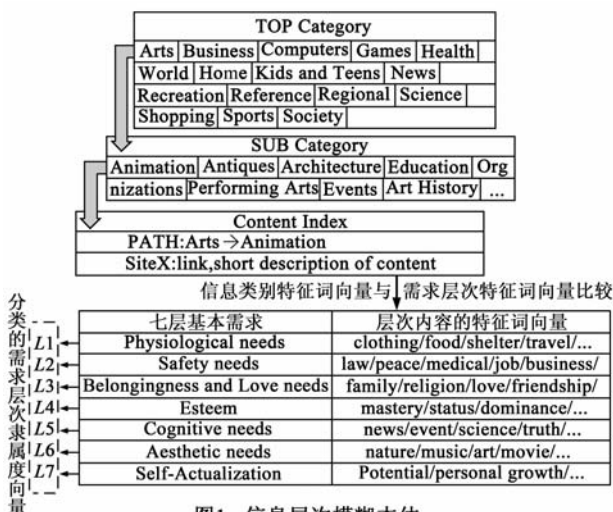 TOP Category
Arts Business Computers Games Health
World Home Kids and Teens News
Recreation Reference Regional Science
Shopping Sports Society
SUB Category
Animation Antiques Architecture Education Org
nizations Performing Arts Events Art History ...
Content Index
PATH:Arts→Animation
SiteX:link,short description of content
信息类别特征词向量与 需求层次特征词向量比较
分类的需求层次隶属度向量
七层基本需求 层次内容的特征词向量
L1 Physiological needs clothing/food/shelter/travel/...
L2 Safety needs law/peace/medical/job/business/
L3 Belongingness and Love needs family/religion/love/friendship/
L4 Esteem mastery/status/dominance/...
L5 Cognitive needs news/event/science/truth/...
L6 Aesthetic needs nature/music/art/movie/...
L7 Self-Actualization Potential/personal growth/...